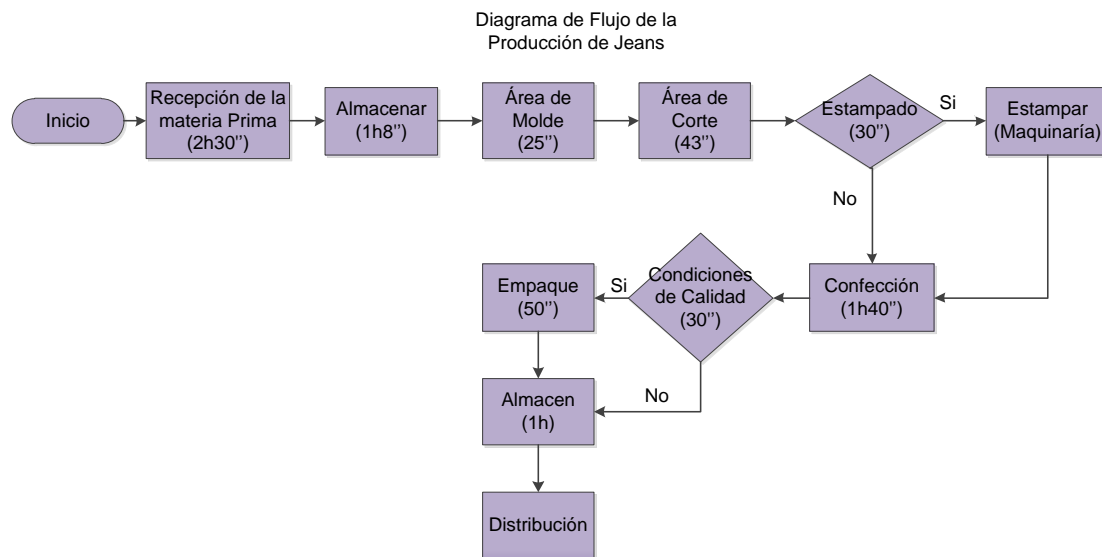 Diagrama de Flujo de la
Producción de Jeans
Inicio
Recepción de la
materia Prima
(2h30’’)
Almacenar
(1h8’’)
Área de
Molde
(25’’)
Área de
Corte
(43’’)
Estampado
(30’’)
Si
Estampar
(Maquinaría)
No
Confección
(1h40’’)
Condiciones
de Calidad
(30’’)
Si
Empaque
(50’’)
No
Almacen
(1h)
Distribución